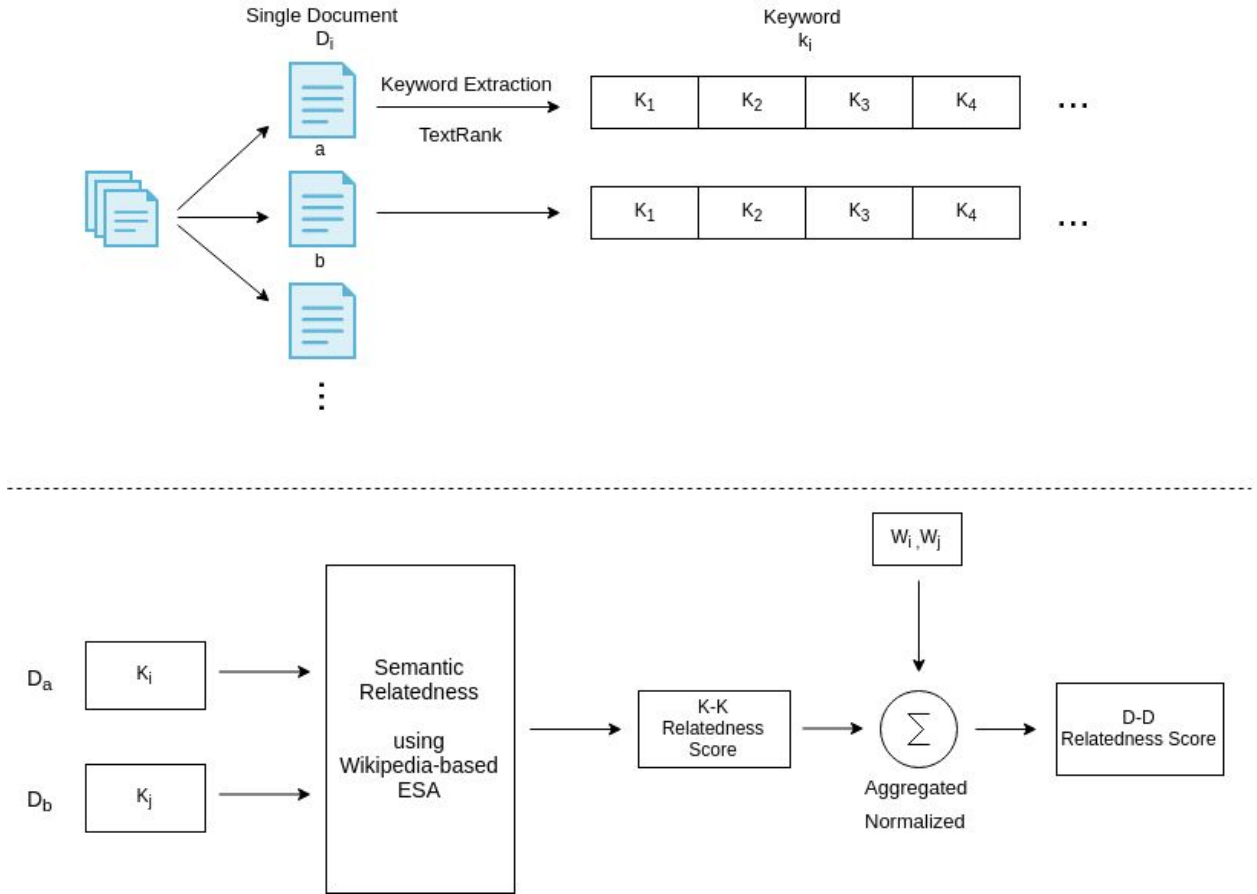 Single Document
Dᵢ
Keyword
kᵢ
Keyword Extraction
TextRank
K₁ K₂ K₃ K₄ ...
a
K₁ K₂ K₃ K₄ ...
b
...
Wᵢ ,Wⱼ
Dₐ
Kᵢ
D_b
Kⱼ
Semantic
Relatedness
using
Wikipedia-based
ESA
K-K
Relatedness
Score
∑
Aggregated
Normalized
D-D
Relatedness Score